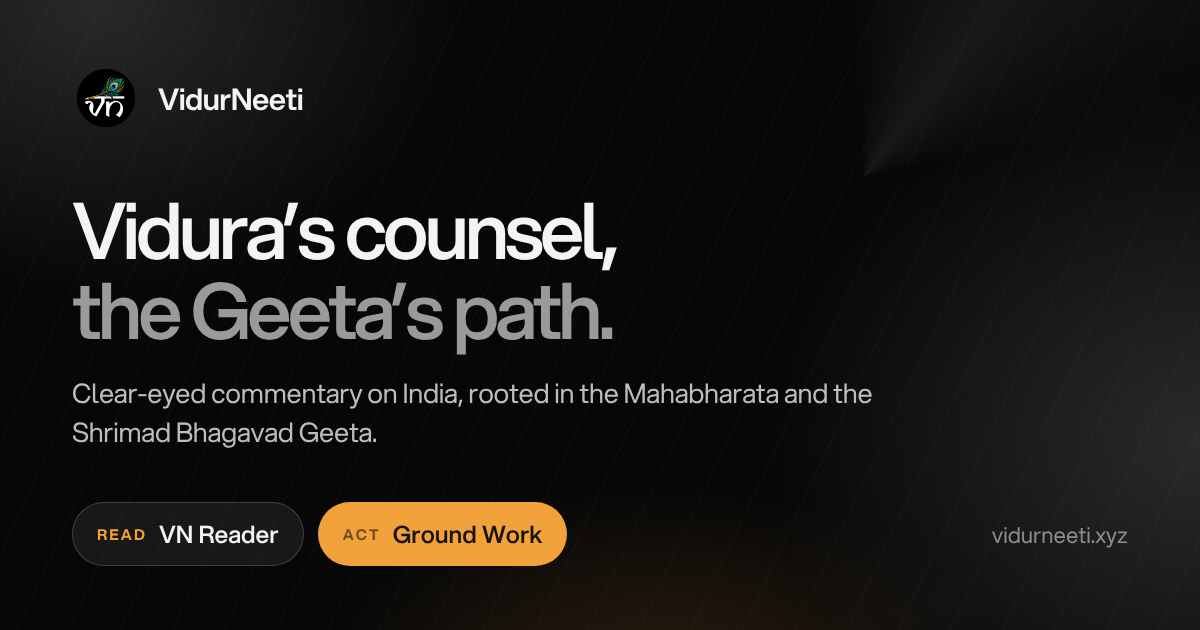 vn
VidurNeeti
Vidura’s counsel,
the Geeta’s path.
Clear-eyed commentary on India, rooted in the Mahabharata and the
Shrimad Bhagavad Geeta.
READ VN Reader
ACT Ground Work
vidurneeti.xyz